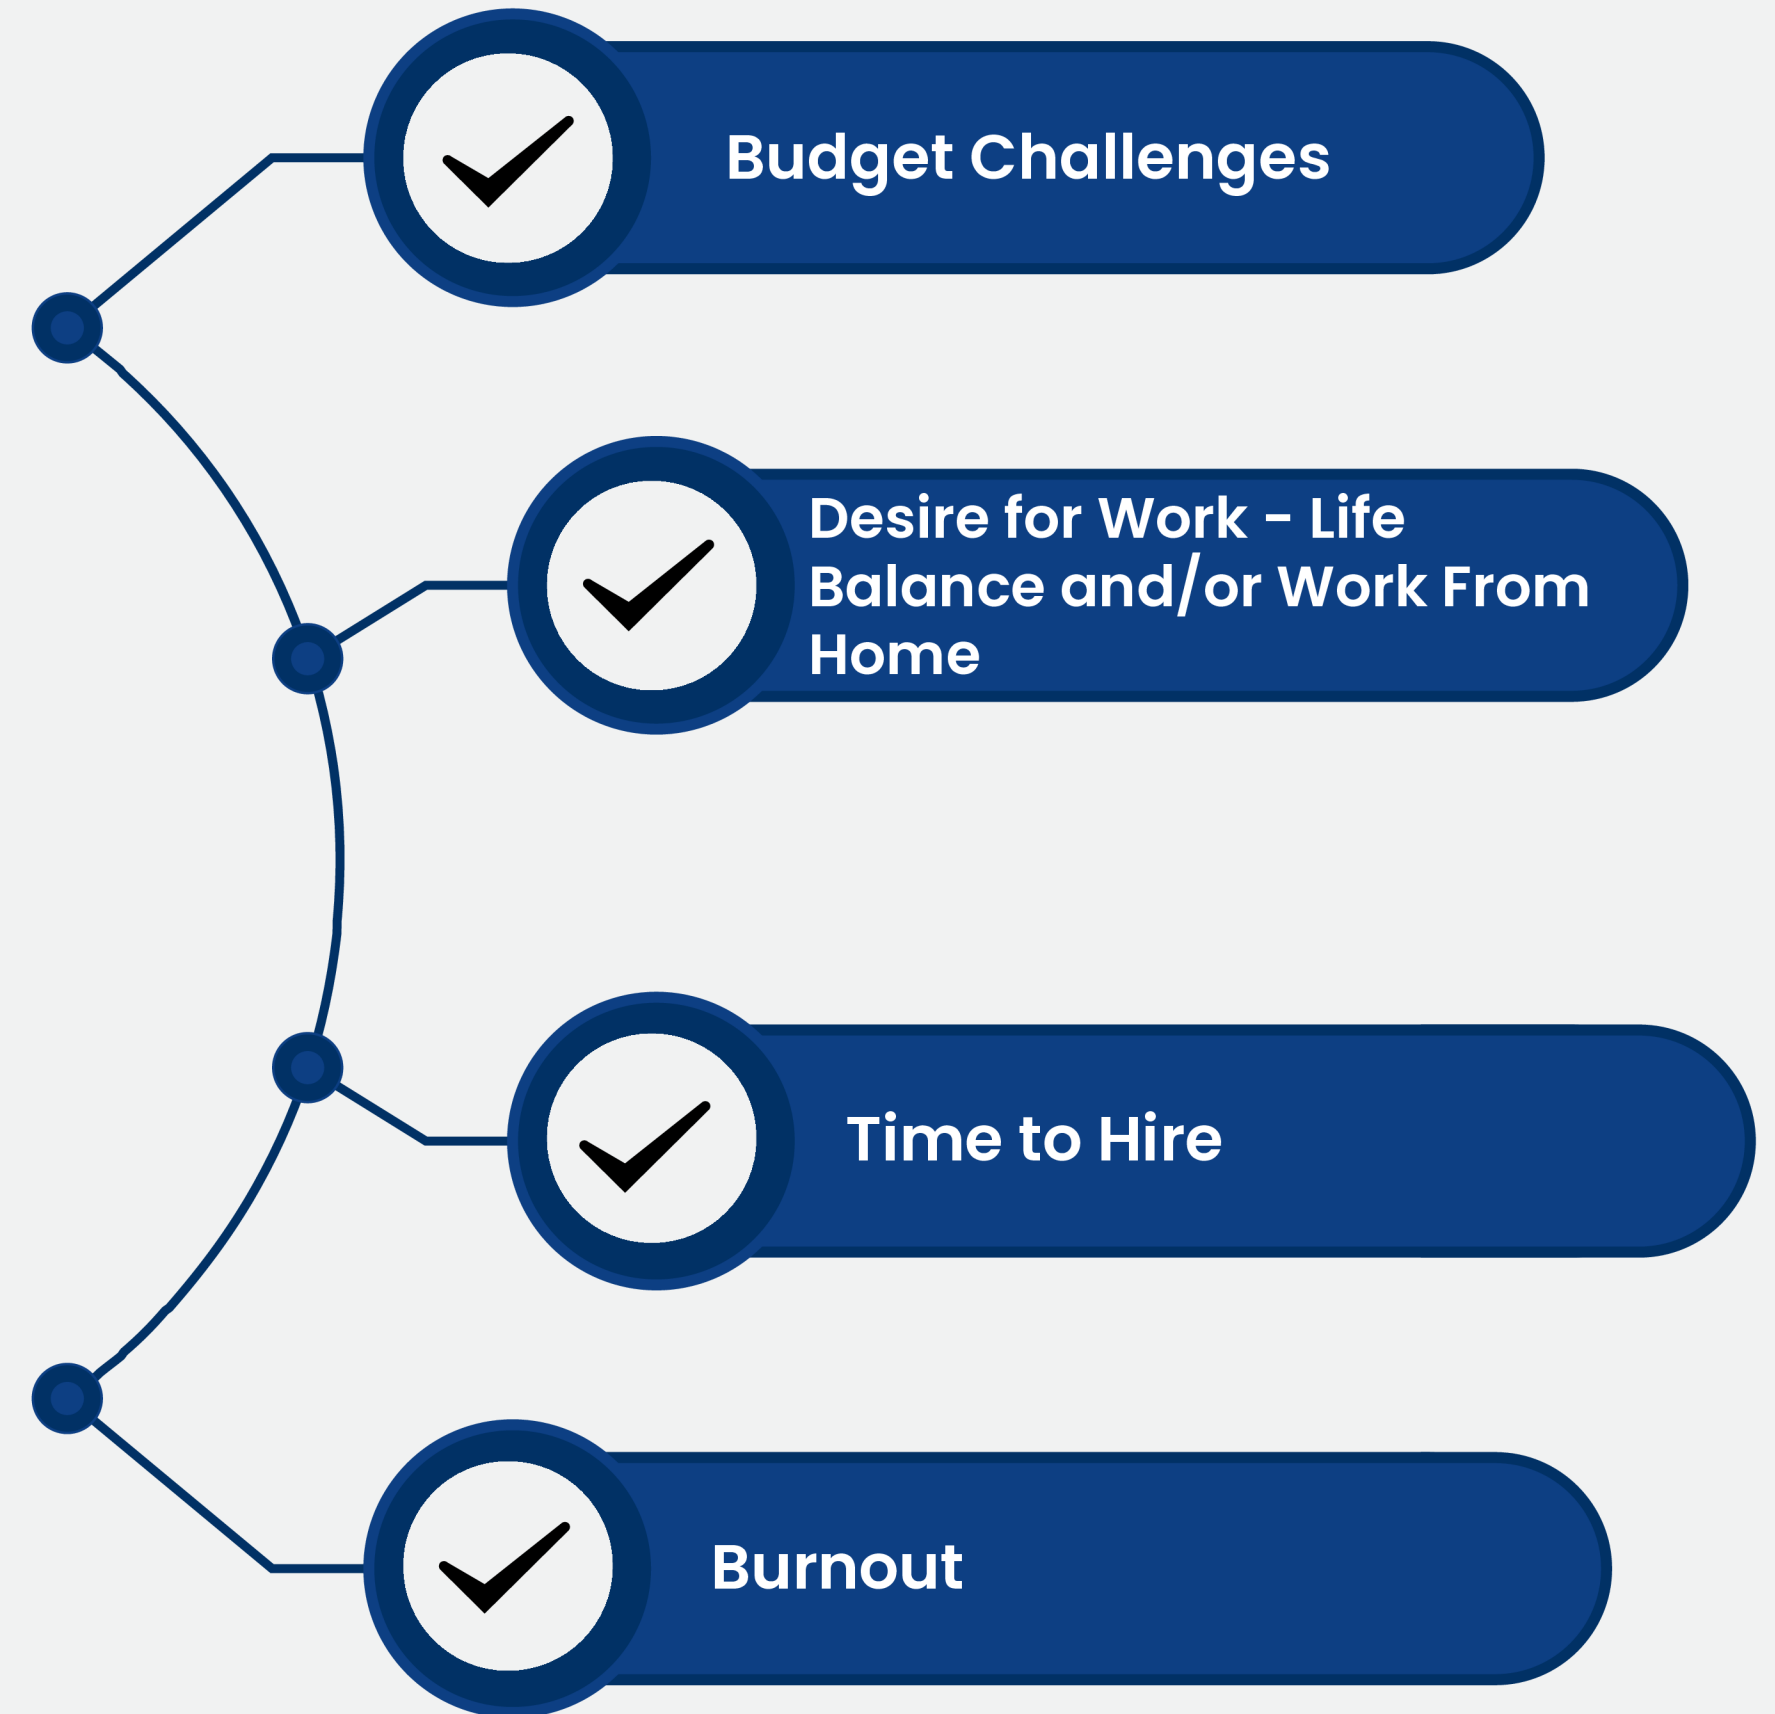 Budget Challenges
Desire for Work - Life
Balance and/or Work From
Home
Time to Hire
Burnout